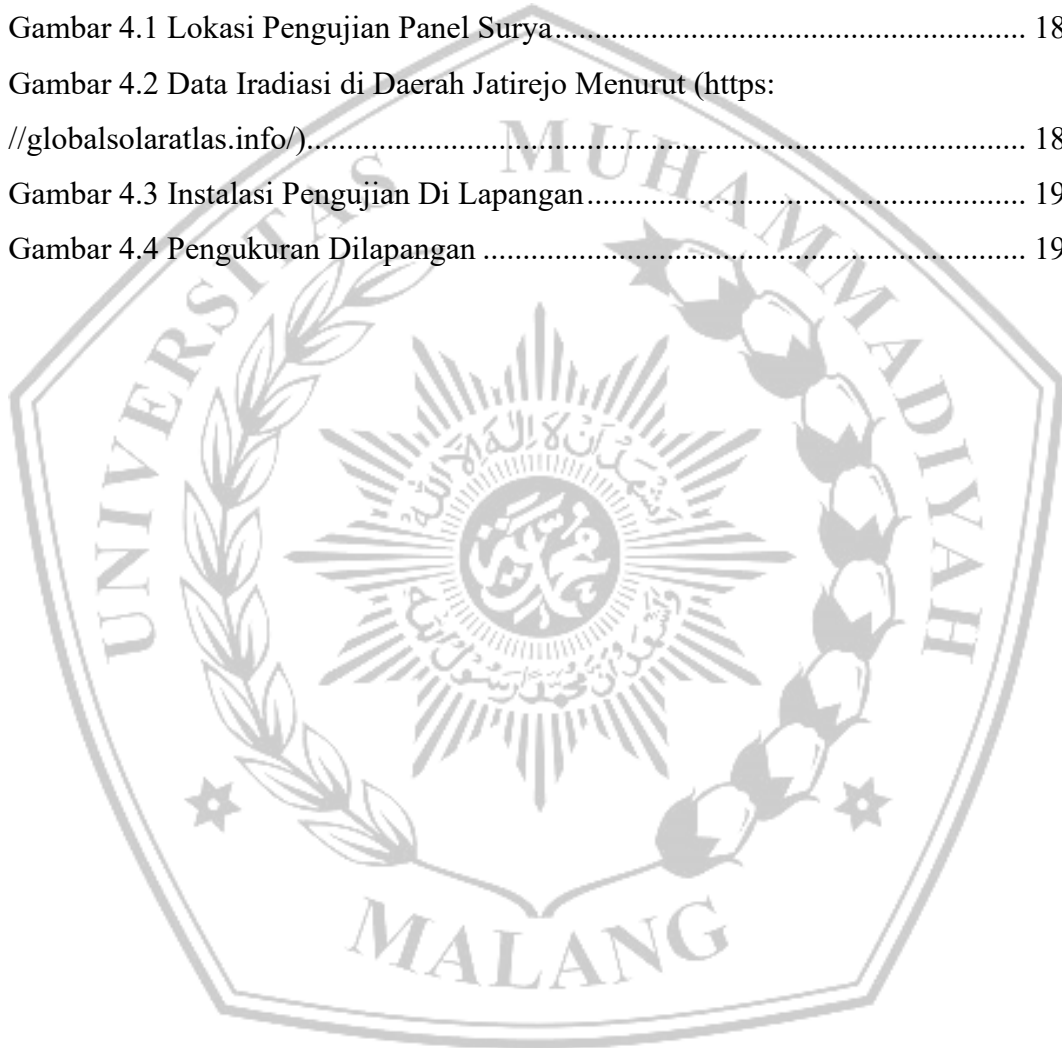 Gambar 4.1 Lokasi Pengujian Panel Surya........................................................... 18
Gambar 4.2 Data Iradiasi di Daerah Jatirejo Menurut (https:
//globalsolaratlas.info/).......................................................................................... 18
Gambar 4.3 Instalasi Pengujian Di Lapangan....................................................... 19
Gambar 4.4 Pengukuran Dilapangan .................................................................... 19
UNIVERSITAS MUHAMMADIYAH
MALANG